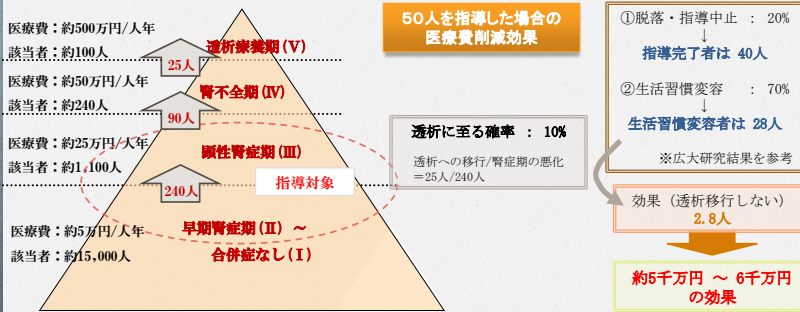 医療費：約500万円/人年
該当者：約100人
25人
透析療養期(Ⅴ)
医療費：約50万円/人年
該当者：約240人
90人
腎不全期(Ⅳ)
医療費：約25万円/人年
該当者：約1,100人
240人
顕性腎症期(Ⅲ)
指導対象
医療費：約5万円/人年
該当者：約15,000人
早期腎症期(Ⅱ) ～
合併症なし(Ⅰ)
50人を指導した場合の
医療費削減効果
透析に至る確率 ： 10%
透析への移行/腎症期の悪化
＝25人/240人
①脱落・指導中止 ： 20%
↓
指導完了者は 40人
②生活習慣変容 ： 70%
↓
生活習慣変容者は 28人
※広大研究結果を参考
効果（透析移行しない）
2.8人
約5千万円 ～ 6千万円
の効果